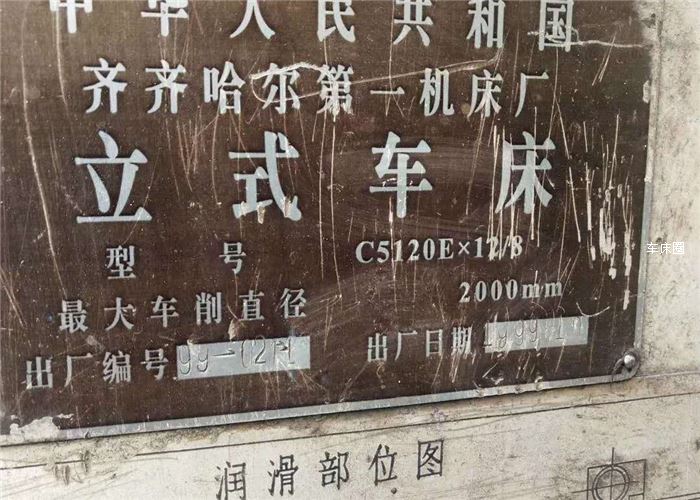 中华人民共和国
齐齐哈尔第一机床厂
立式车床
型号 C5120E×12/8
最大车削直径 2000mm
出厂编号 出厂日期 1999
润滑部位图
车床圈